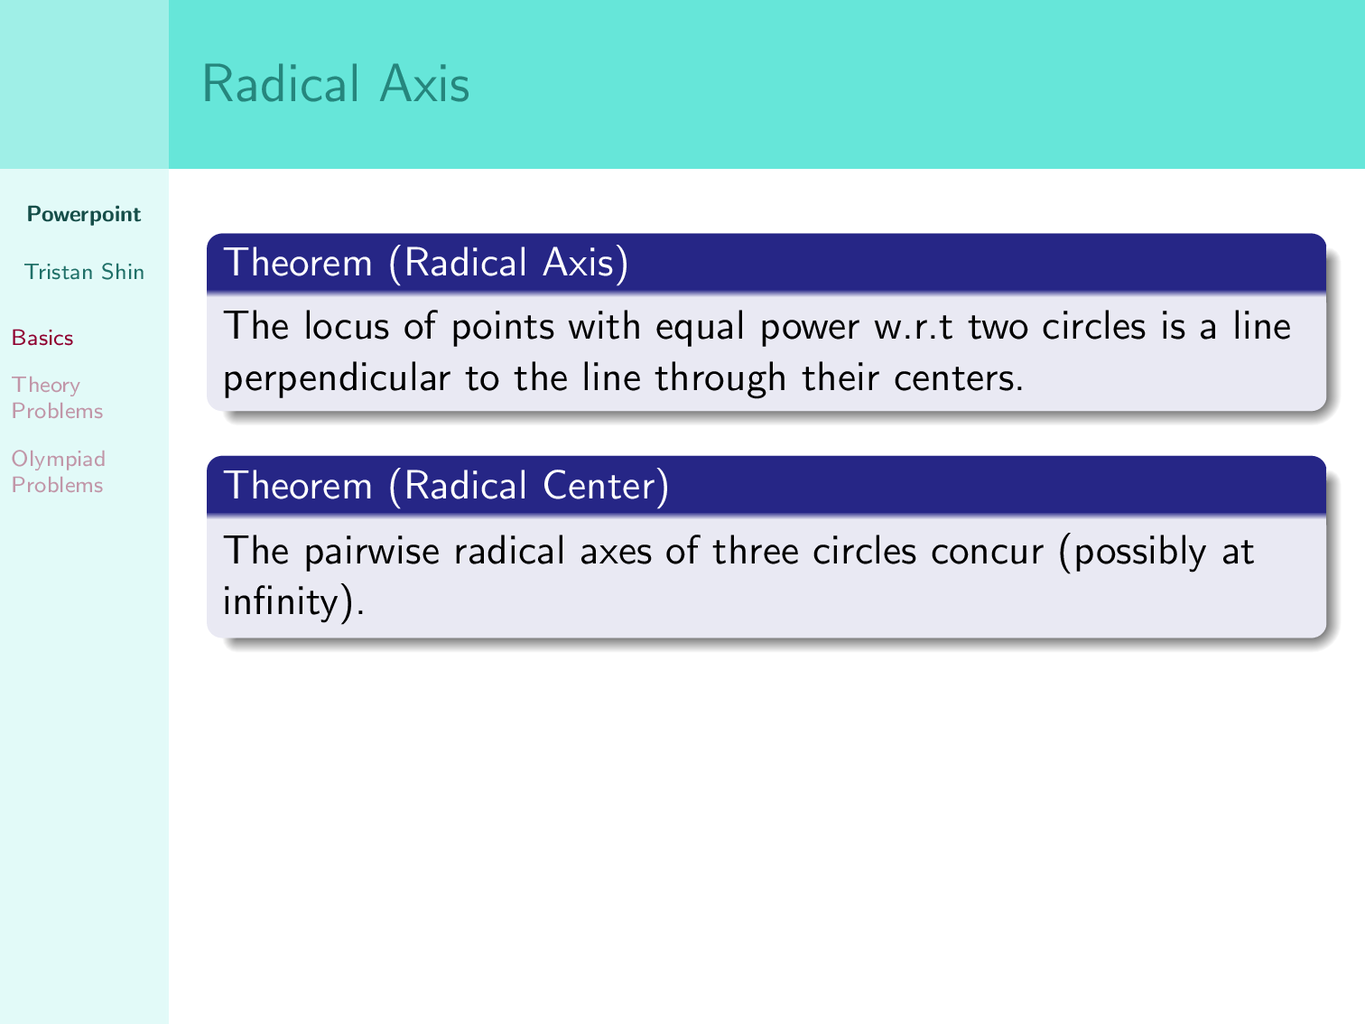 Radical Axis
Powerpoint
Tristan Shin
Basics
Theory
Problems
Olympiad
Problems
Theorem (Radical Axis)
The locus of points with equal power w.r.t two circles is a line
perpendicular to the line through their centers.
Theorem (Radical Center)
The pairwise radical axes of three circles concur (possibly at
infinity).